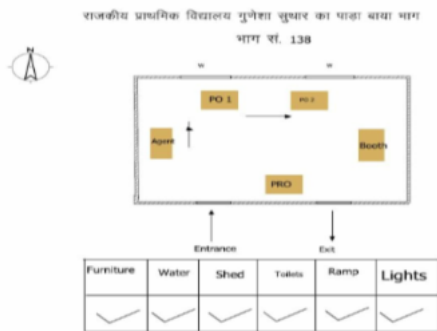 राजकीय प्राथमिक विद्यालय गुणेशा सुथार का पाडा बाया भाग
भाग सं. 138
N
W W
PO 1 PO 2
Agent Booth
PRO
Entrance Exit
Furniture Water Shed Toilets Ramp Lights